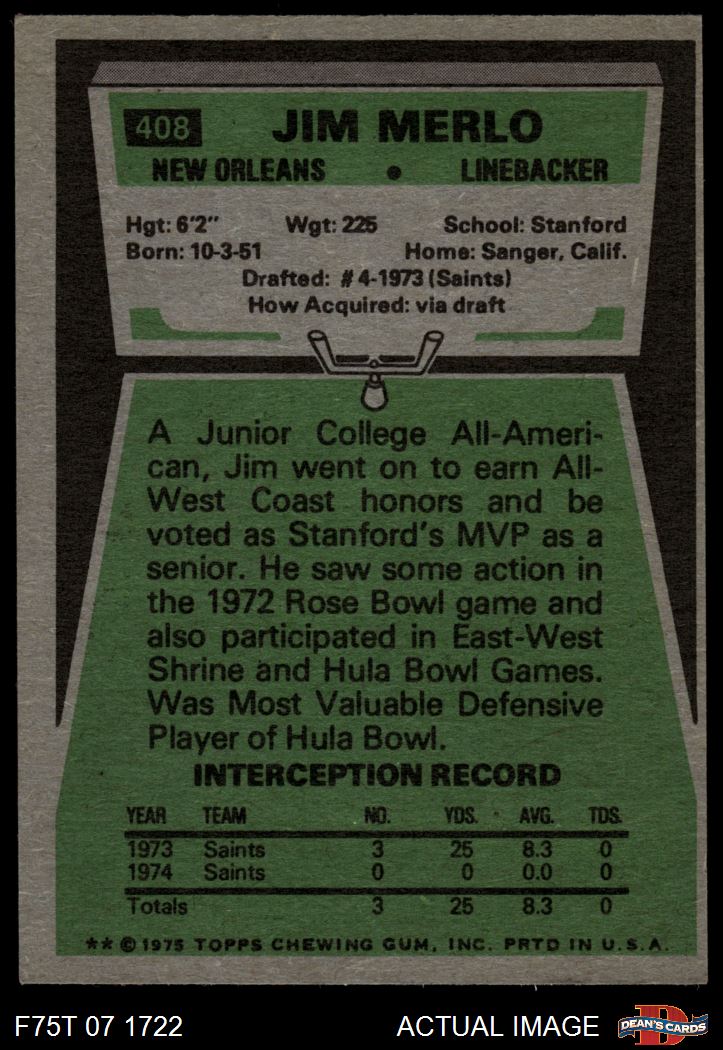 408 JIM MERLO
NEW ORLEANS • LINEBACKER
Hgt: 6'2" Wgt: 225 School: Stanford
Born: 10-3-51 Home: Sanger, Calif.
Drafted: #4-1973 (Saints)
How Acquired: via draft
A Junior College All-Ameri-
can, Jim went on to earn All-
West Coast honors and be
voted as Stanford's MVP as a
senior. He saw some action in
the 1972 Rose Bowl game and
also participated in East-West
Shrine and Hula Bowl Games.
Was Most Valuable Defensive
Player of Hula Bowl.
INTERCEPTION RECORD
YEAR TEAM NO. YDS. AVG. TDS.
1973 Saints 3 25 8.3 0
1974 Saints 0 0 0.0 0
Totals 3 25 8.3 0
** © 1975 TOPPS CHEWING GUM, INC. PRTD IN U.S.A.
F75T 07 1722 ACTUAL IMAGE D DEAN'S CARDS